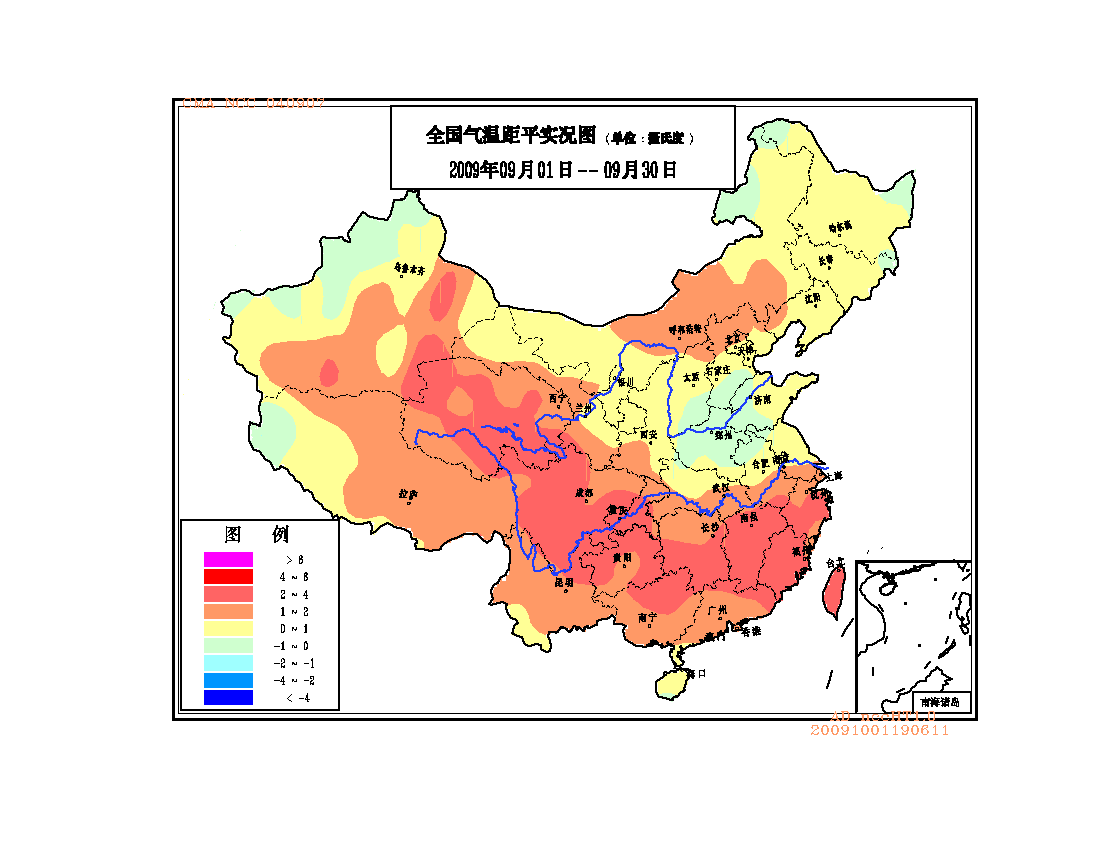 CMA NCC 040902
全国气温距平实况图 (单位:摄氏度)
2009年09月01日 -- 09月30日
哈尔滨
长春
乌鲁木齐
沈阳
呼和浩特
北京
天津
银川
太原 石家庄
西宁
兰州
济南
西安
郑州
合肥 南京
上海
拉萨
成都
武汉
杭州
重庆
长沙
南昌
贵阳
福州
台北
昆明
南宁
广州
澳门 香港
海口
图 例
> 6
4 ~ 6
2 ~ 4
1 ~ 2
0 ~ 1
-1 ~ 0
-2 ~ -1
-4 ~ -2
< -4
南海诸岛
20091001190611